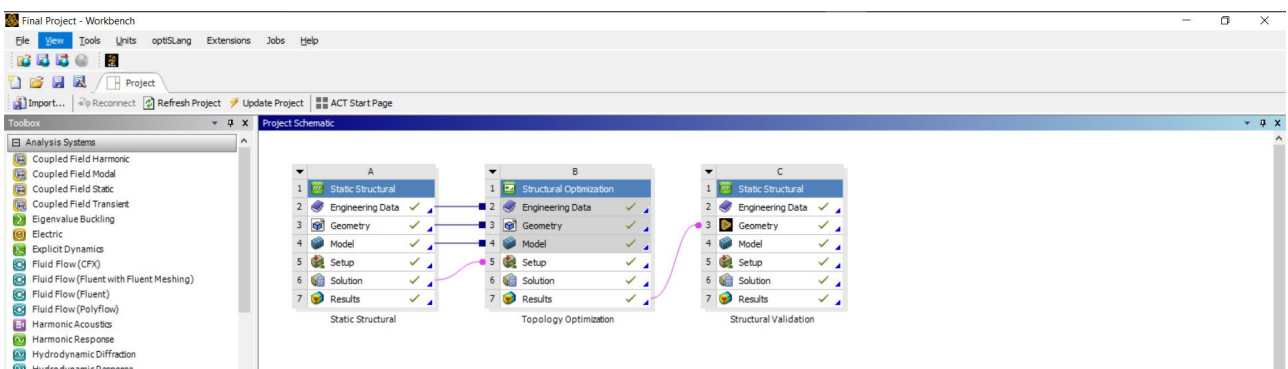 Final Project - Workbench
File View Tools Units optiSLang Extensions Jobs Help
Project
Import... Reconnect Refresh Project Update Project ACT Start Page
Toolbox
Project Schematic
Analysis Systems
Coupled Field Harmonic
Coupled Field Modal
Coupled Field Static
Coupled Field Transient
Eigenvalue Buckling
Electric
Explicit Dynamics
Fluid Flow (CFX)
Fluid Flow (Fluent with Fluent Meshing)
Fluid Flow (Fluent)
Fluid Flow (Polyflow)
Harmonic Acoustics
Harmonic Response
Hydrodynamic Diffraction
Hydrodynamic Response
A
1 Static Structural
2 Engineering Data
3 Geometry
4 Model
5 Setup
6 Solution
7 Results
Static Structural
B
1 Structural Optimization
2 Engineering Data
3 Geometry
4 Model
5 Setup
6 Solution
7 Results
Topology Optimization
C
1 Static Structural
2 Engineering Data
3 Geometry
4 Model
5 Setup
6 Solution
7 Results
Structural Validation